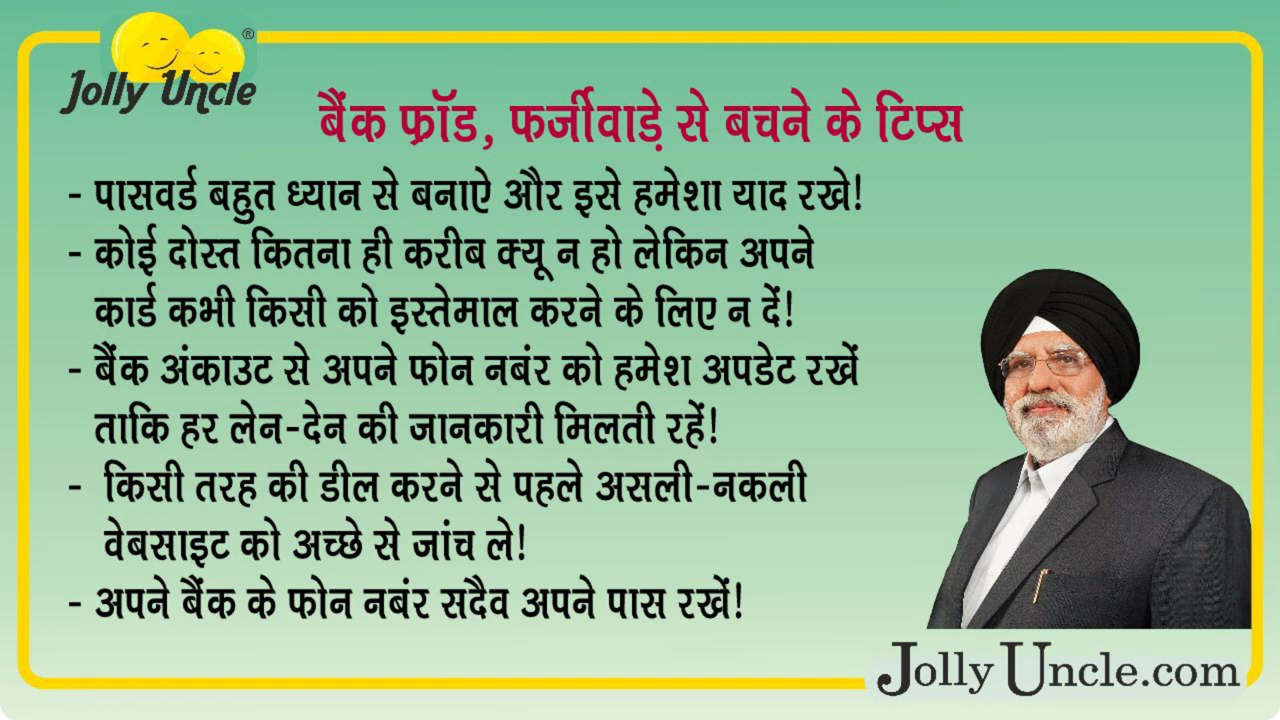 Jolly Uncle ®
बैंक फ्रॉड, फर्जीवाड़े से बचने के टिप्स
- पासवर्ड बहुत ध्यान से बनाऐ और इसे हमेशा याद रखे!
- कोई दोस्त कितना ही करीब क्यू न हो लेकिन अपने
कार्ड कभी किसी को इस्तेमाल करने के लिए न दें!
- बैंक अंकाउट से अपने फोन नबंर को हमेश अपडेट रखें
ताकि हर लेन-देन की जानकारी मिलती रहें!
- किसी तरह की डील करने से पहले असली-नकली
वेबसाइट को अच्छे से जांच ले!
- अपने बैंक के फोन नबंर सदैव अपने पास रखें!
Jolly Uncle.com